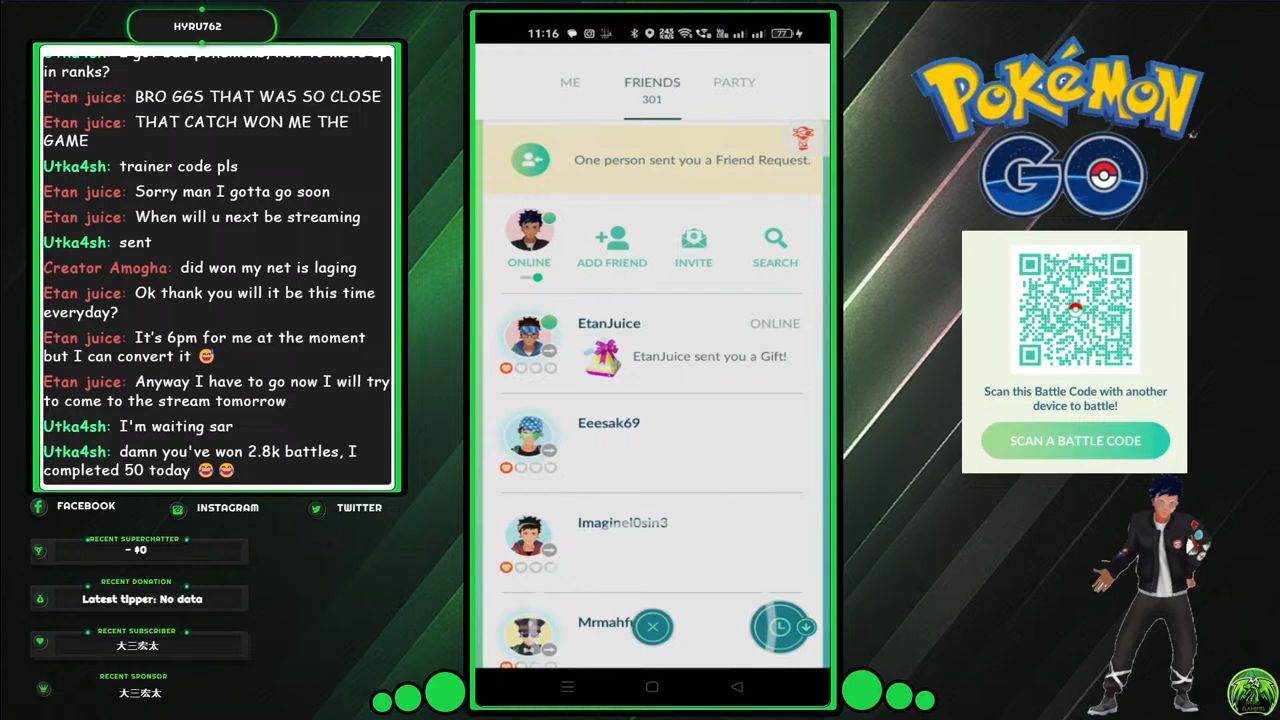 HYRU762
in ranks?
Etan juice: BRO GGS THAT WAS SO CLOSE
Etan juice: THAT CATCH WON ME THE
GAME
Utka4sh: trainer code pls
Etan juice: Sorry man I gotta go soon
Etan juice: When will u next be streaming
Utka4sh: sent
Creator Amogha: did won my net is laging
Etan juice: Ok thank you will it be this time
everyday?
Etan juice: It's 6pm for me at the moment
but I can convert it 😅
Etan juice: Anyway I have to go now I will try
to come to the stream tomorrow
Utka4sh: I'm waiting sar
Utka4sh: damn you've won 2.8k battles, I
completed 50 today 😂 😂
FACEBOOK
INSTAGRAM
TWITTER
RECENT SUPERCHATTER
- $0
RECENT DONATION
Latest tipper: No data
RECENT SUBSCRIBER
大三宏太
RECENT SPONSOR
大三宏太
11:16
77
ME
FRIENDS
PARTY
301
One person sent you a Friend Request.
ONLINE
ADD FRIEND
INVITE
SEARCH
EtanJuice
ONLINE
EtanJuice sent you a Gift!
Eeesak69
Imaginel0sin3
POKÉMON
GO
Scan this Battle Code with another
device to battle!
SCAN A BATTLE CODE